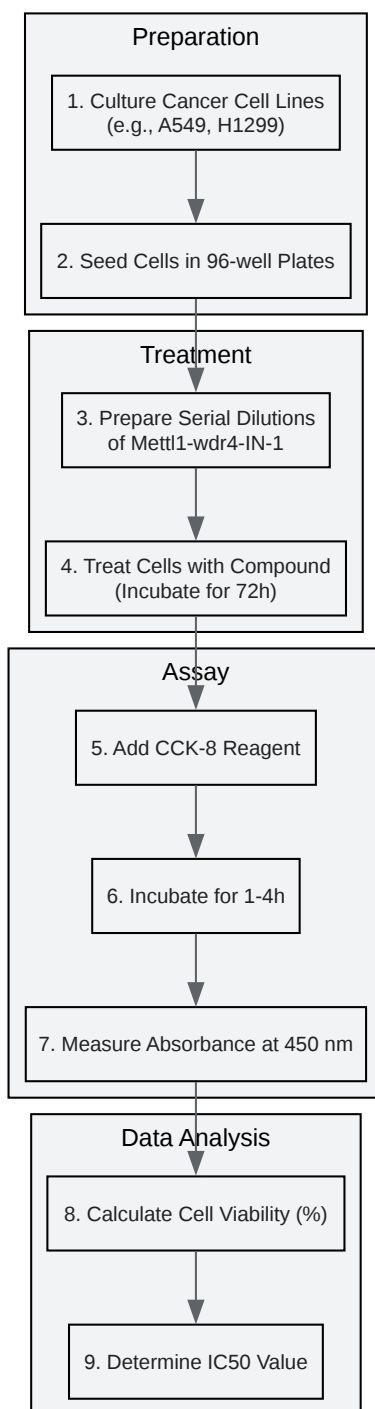 Preparation
1. Culture Cancer Cell Lines
(e.g., A549, H1299)
2. Seed Cells in 96-well Plates
Treatment
3. Prepare Serial Dilutions
of Mettl1-wdr4-IN-1
4. Treat Cells with Compound
(Incubate for 72h)
Assay
5. Add CCK-8 Reagent
6. Incubate for 1-4h
7. Measure Absorbance at 450 nm
Data Analysis
8. Calculate Cell Viability (%)
9. Determine IC50 Value